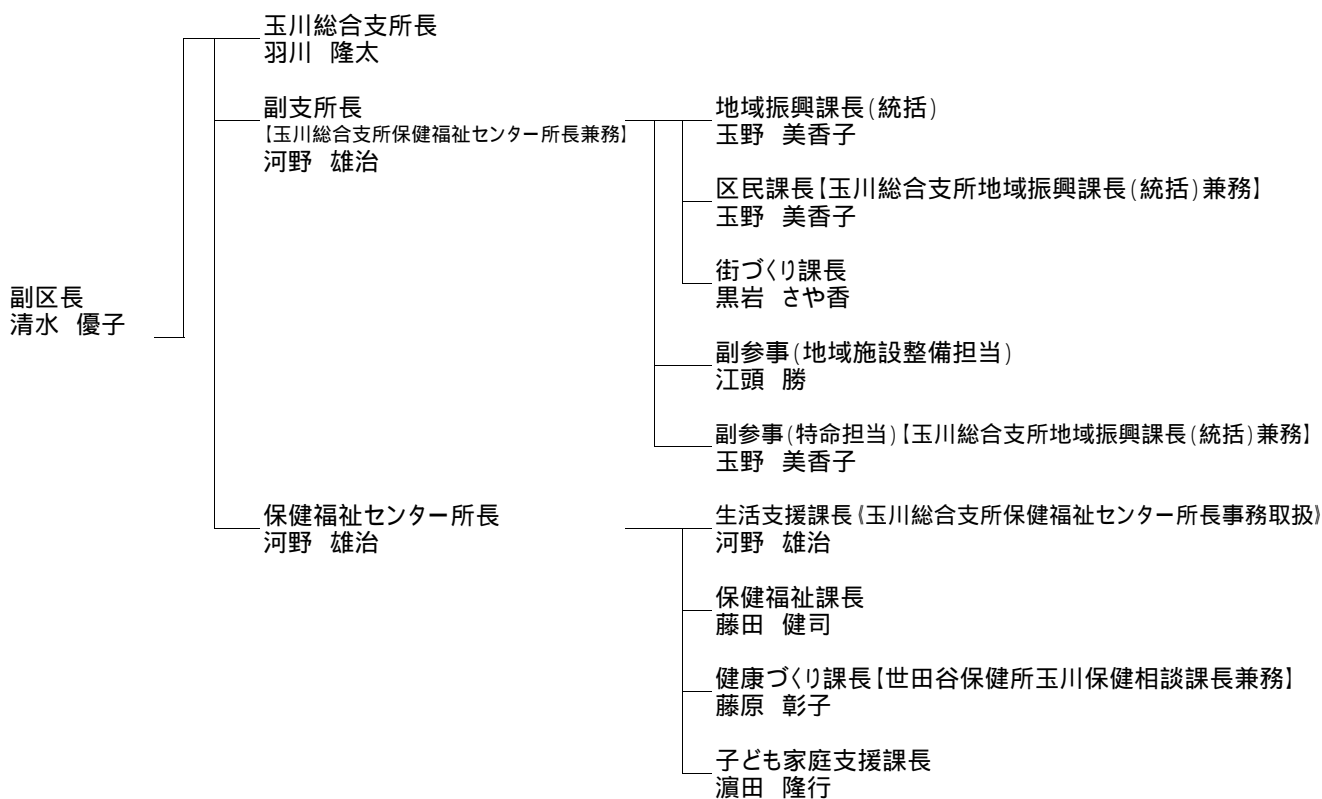 玉川総合支所長
羽川 隆太
副支所長
【玉川総合支所保健福祉センター所長兼務】
河野 雄治
地域振興課長(統括)
玉野 美香子
区民課長【玉川総合支所地域振興課長(統括)兼務】
玉野 美香子
街づくり課長
黒岩 さや香
副区長
清水 優子
副参事(地域施設整備担当)
江頭 勝
副参事(特命担当)【玉川総合支所地域振興課長(統括)兼務】
玉野 美香子
保健福祉センター所長
河野 雄治
生活支援課長《玉川総合支所保健福祉センター所長事務取扱》
河野 雄治
保健福祉課長
藤田 健司
健康づくり課長【世田谷保健所玉川保健相談課長兼務】
藤原 彰子
子ども家庭支援課長
濵田 隆行